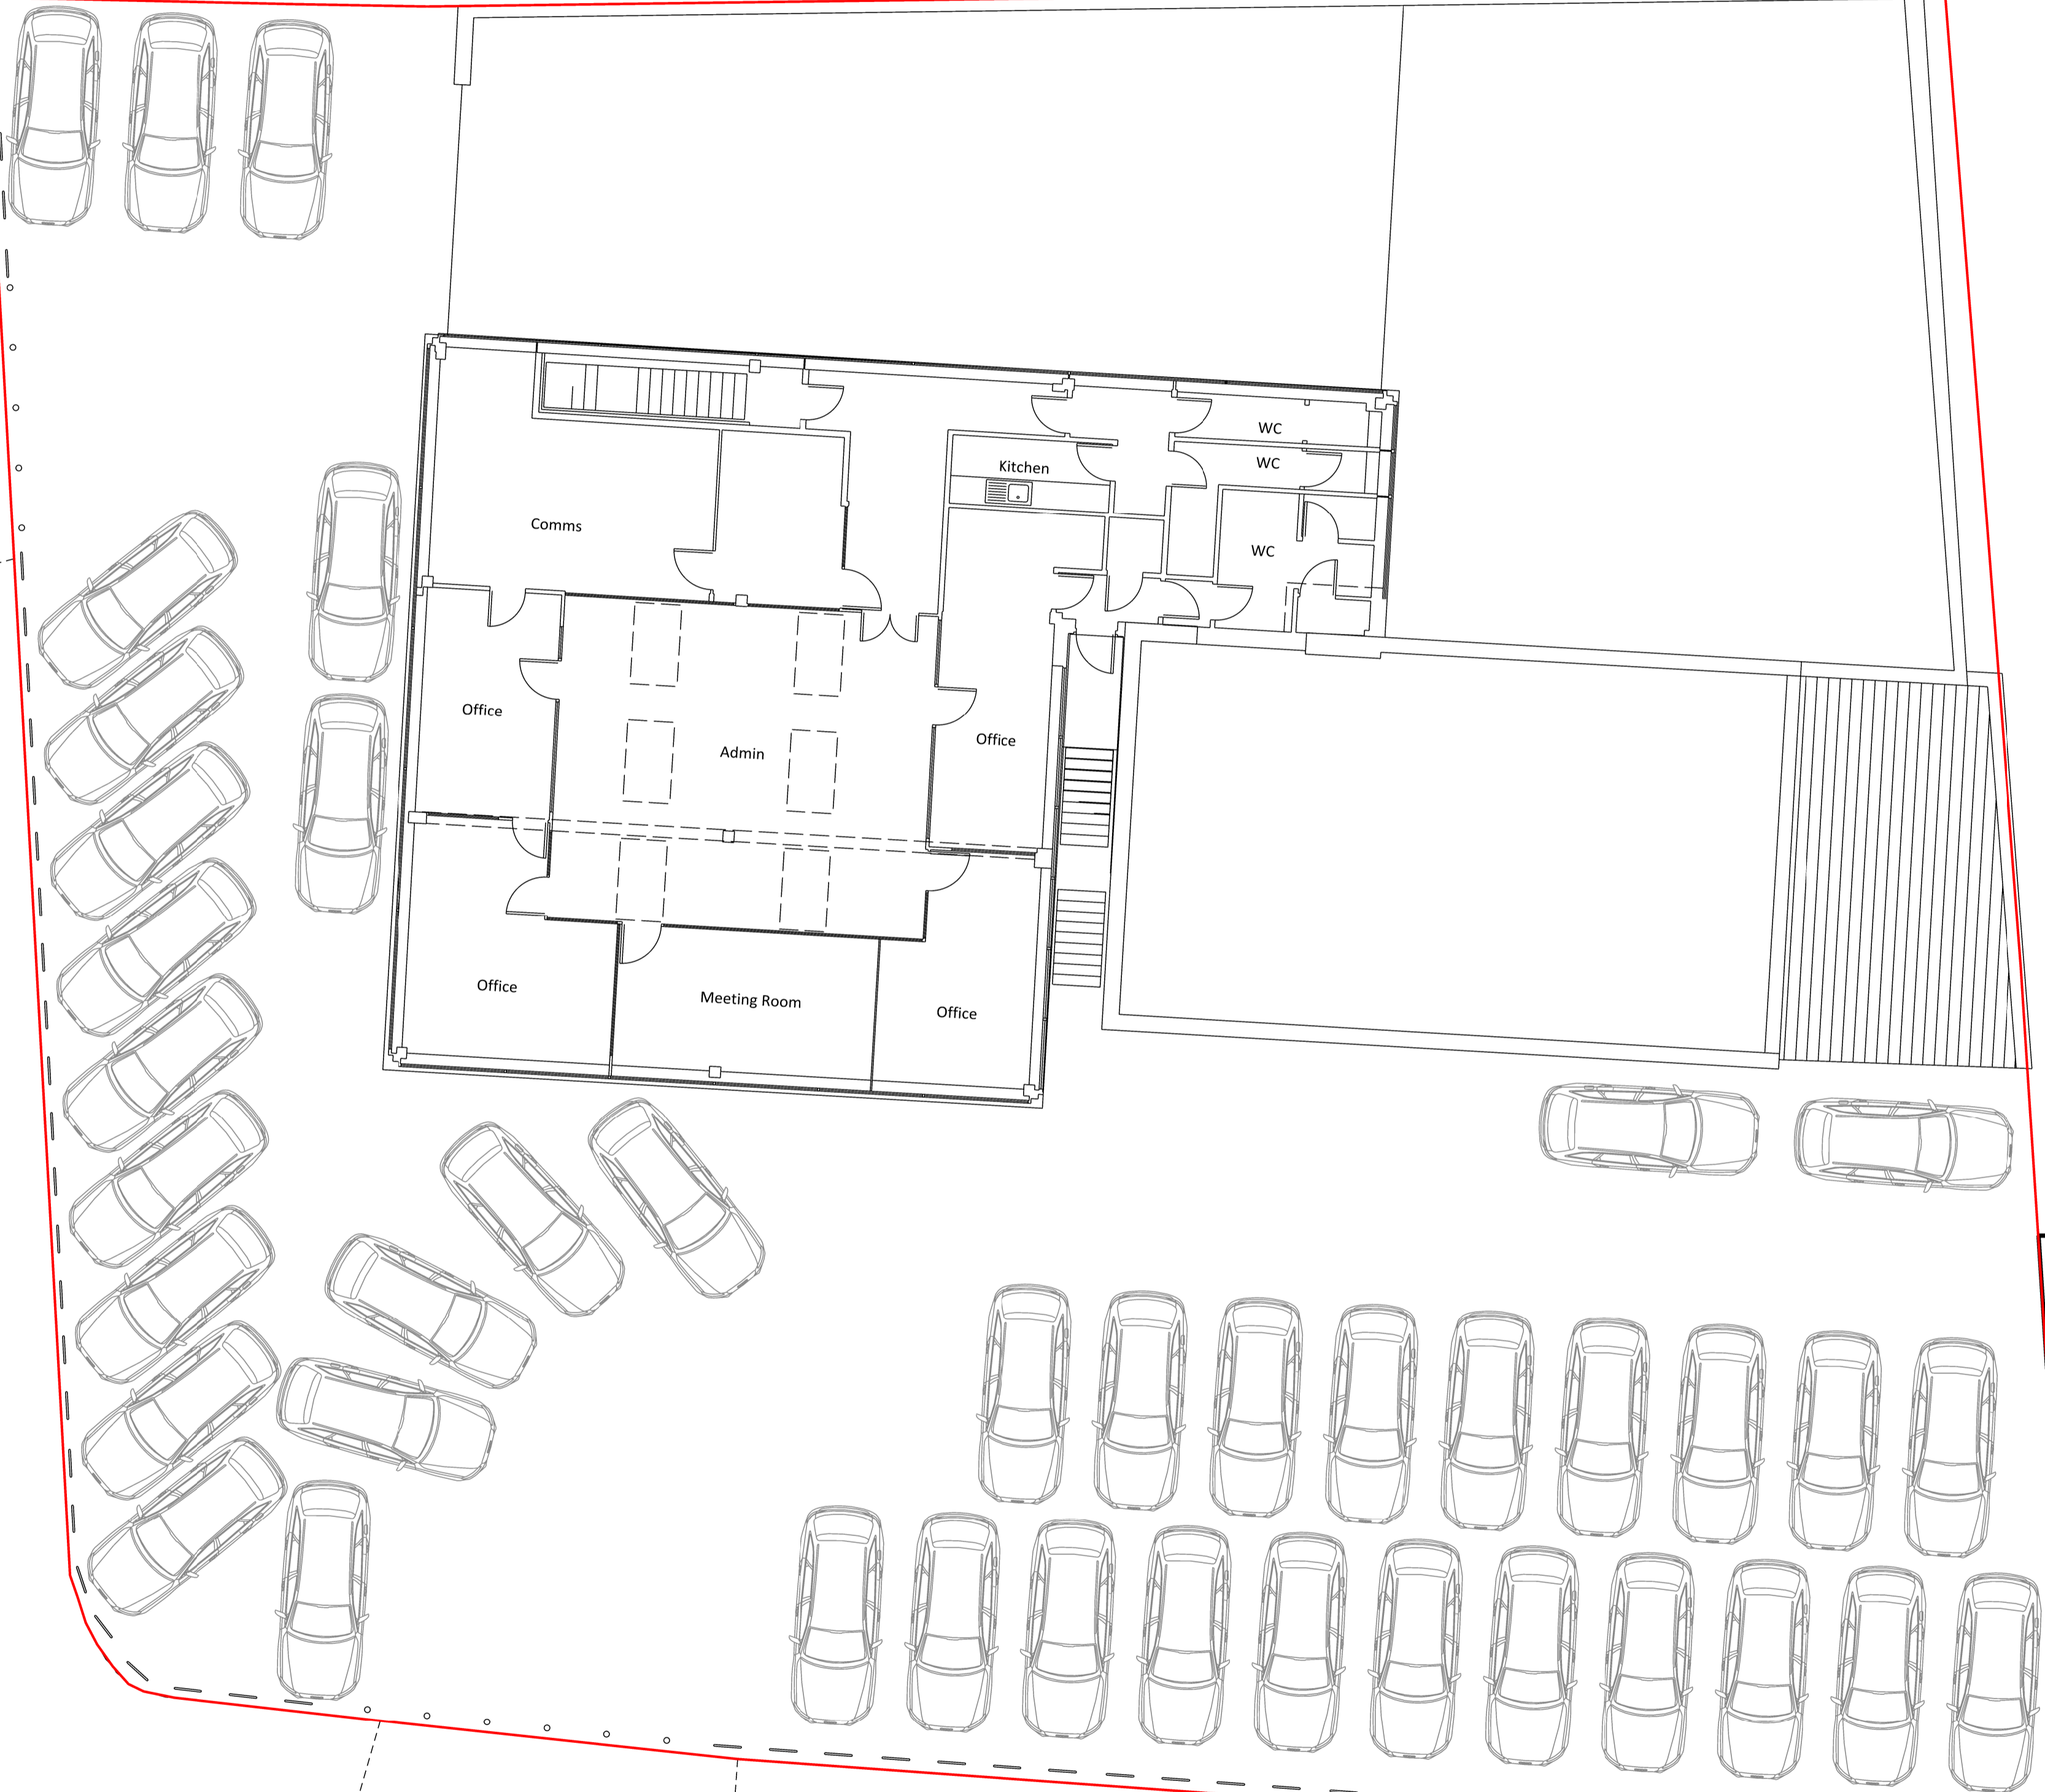 WC
WC
Kitchen
Comms
WC
Office
Office
Admin
Office
Meeting Room
Office